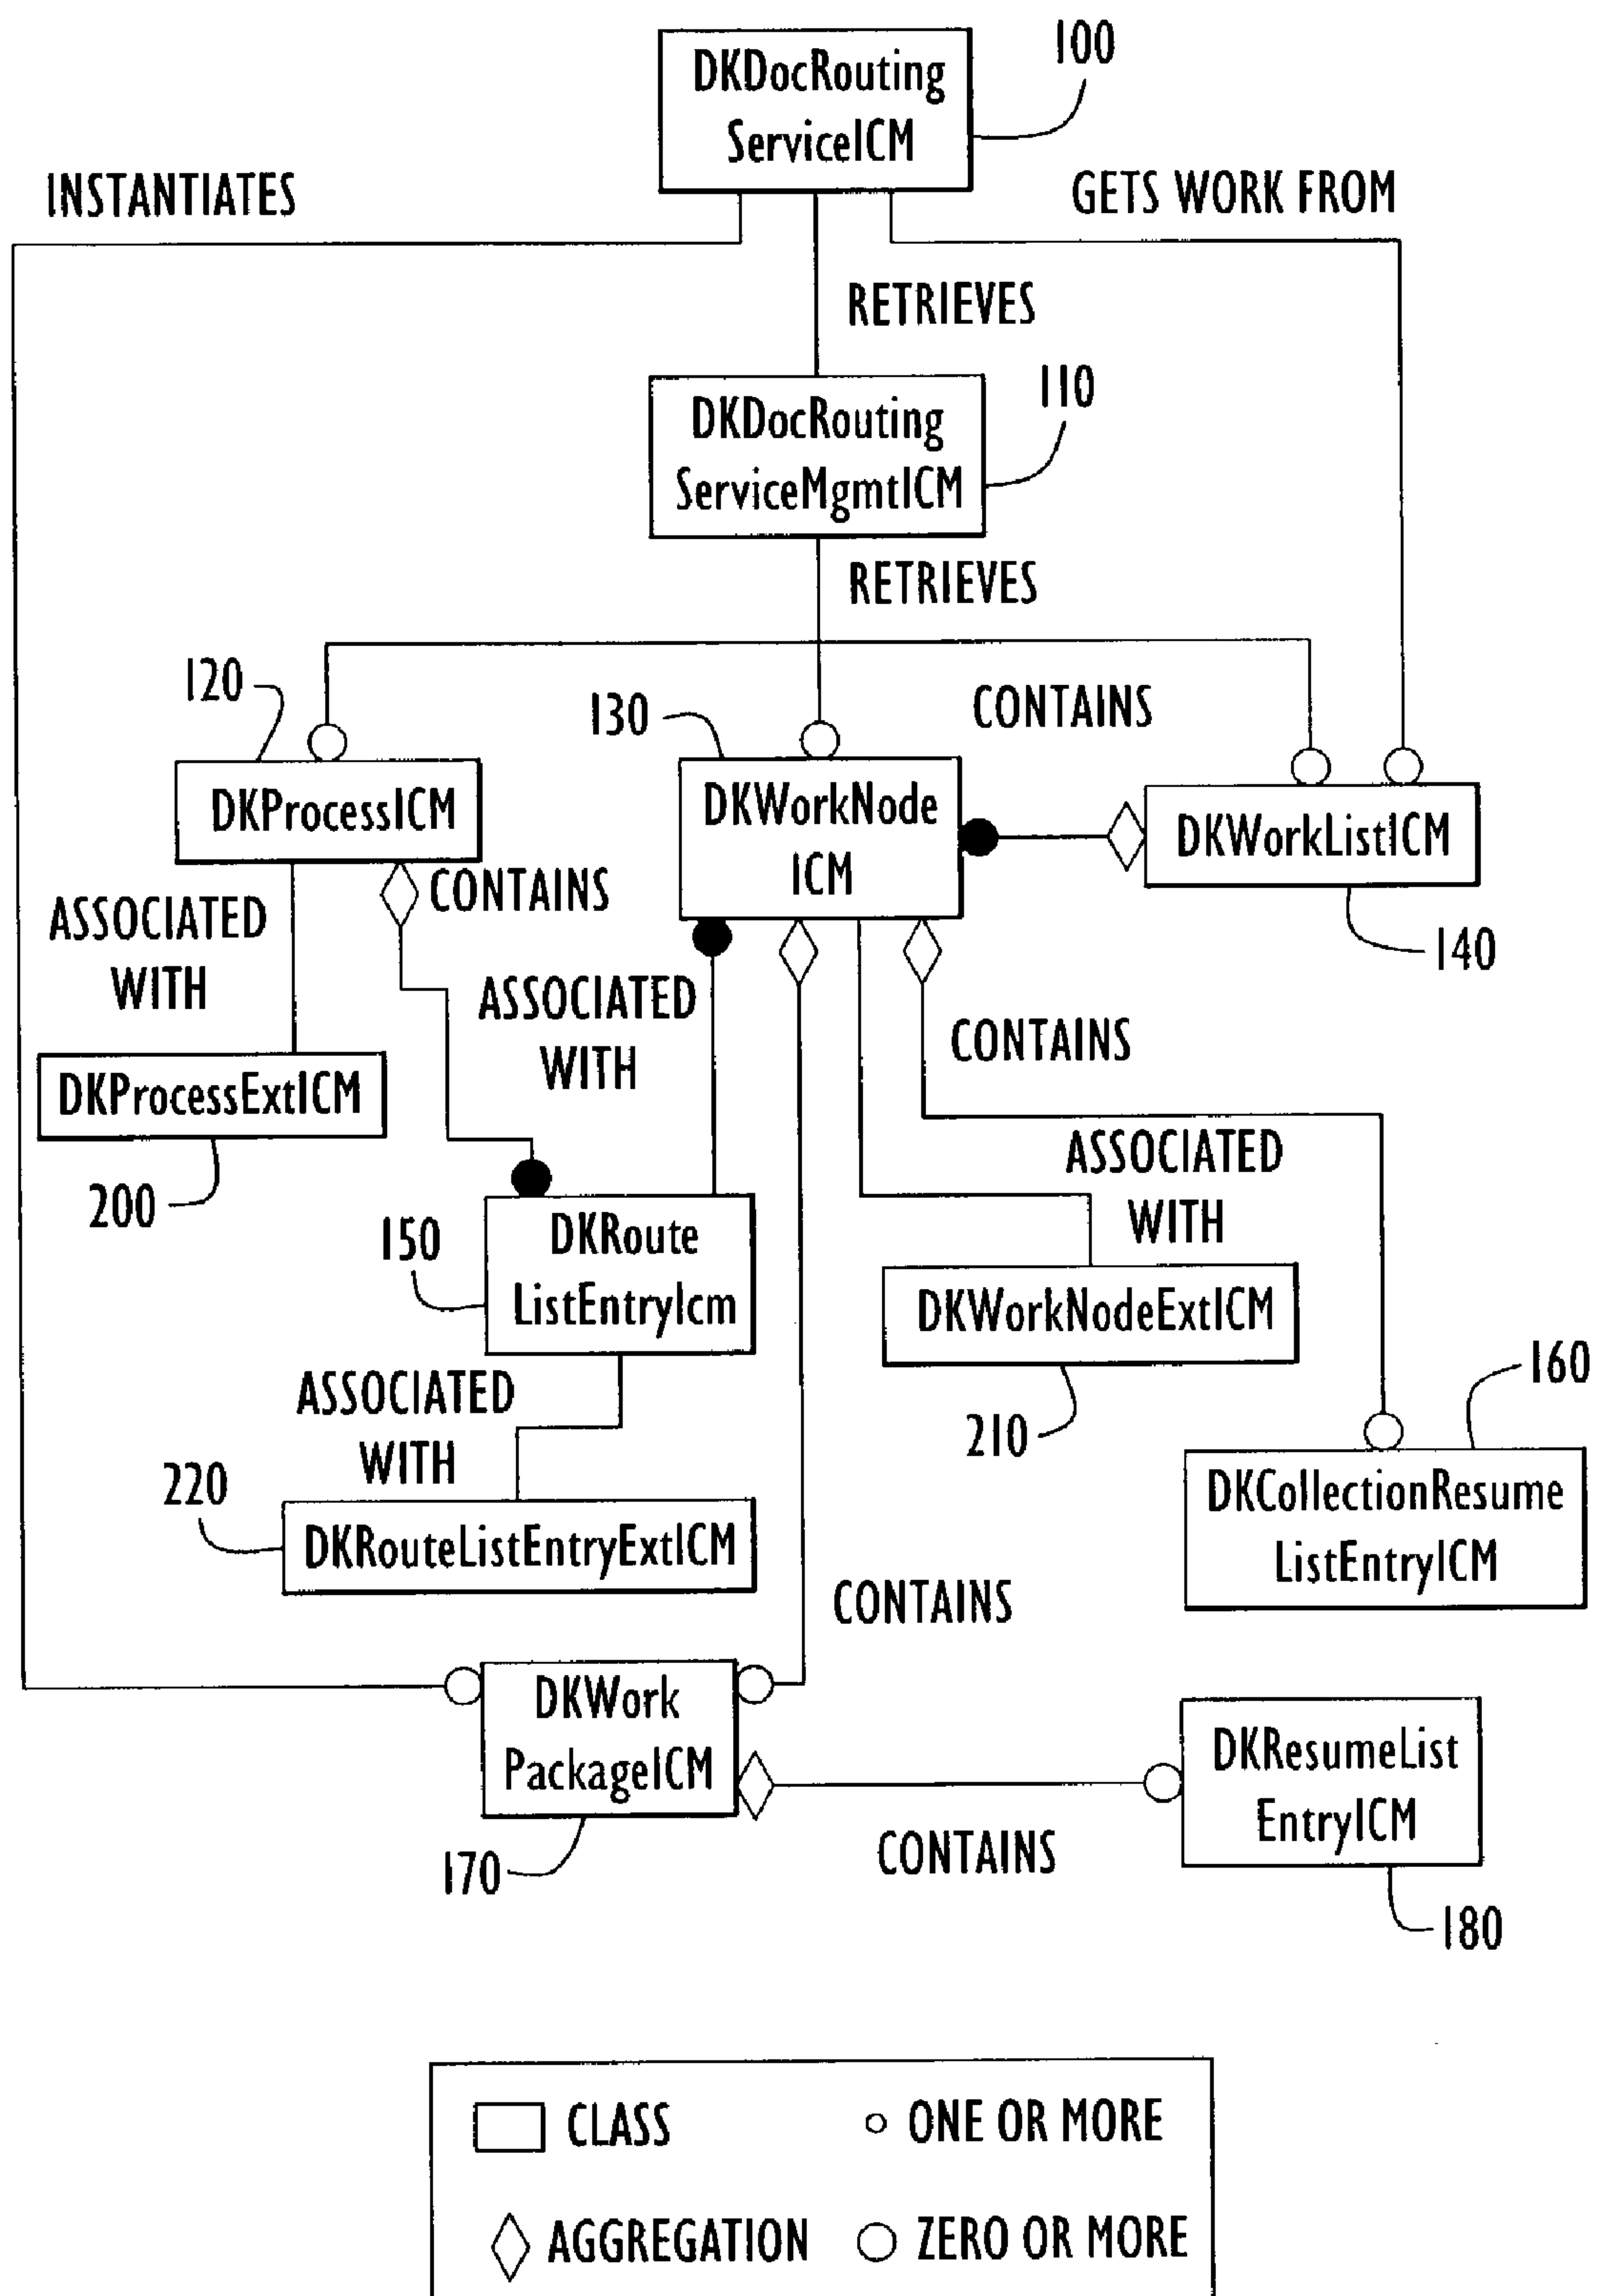 DKDocRouting
ServiceICM
100
INSTANTIATES
GETS WORK FROM
RETRIEVES
110
DKDocRouting
ServiceMgmtICM
RETRIEVES
120
130
CONTAINS
DKProcessICM
DKWorkNode
ICM
DKWorkListICM
CONTAINS
ASSOCIATED
WITH
140
ASSOCIATED
WITH
CONTAINS
DKProcessExtICM
200
ASSOCIATED
WITH
150
DKRoute
ListEntryIcm
DKWorkNodeExtICM
160
ASSOCIATED
WITH
210
220
DKCollectionResume
ListEntryICM
DKRouteListEntryExtICM
CONTAINS
DKWork
PackageICM
DKResumeList
EntryICM
CONTAINS
170
180
CLASS
ONE OR MORE
AGGREGATION
ZERO OR MORE